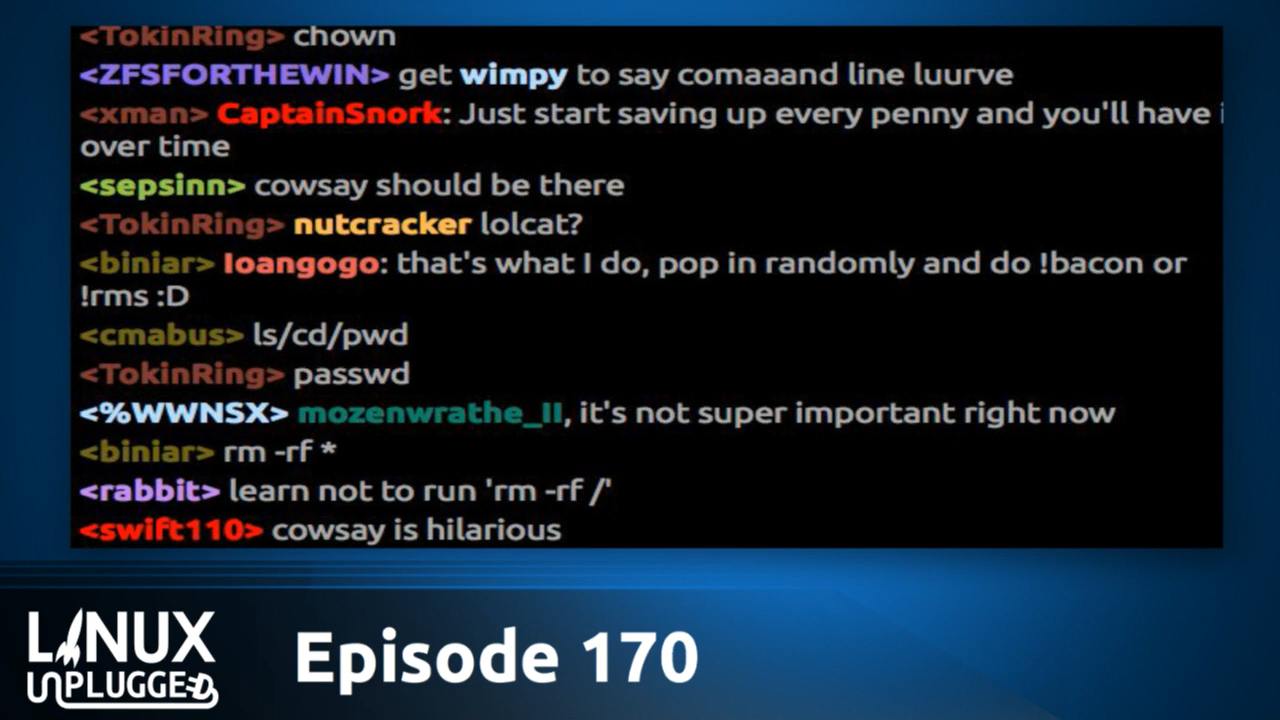 <TokinRing> chown
<ZFSFORTHEWIN> get wimpy to say comaaand line luurve
<xman> CaptainSnork: Just start saving up every penny and you'll have i
over time
<sepsinn> cowsay should be there
<TokinRing> nutcracker lolcat?
<biniar> Ioangogo: that's what I do, pop in randomly and do !bacon or
!rms :D
<cmabus> ls/cd/pwd
<TokinRing> passwd
<%WWNSX> mozenwrathe_II, it's not super important right now
<biniar> rm -rf *
<rabbit> learn not to run 'rm -rf /'
<swift110> cowsay is hilarious
LINUX
UNPLUGGED
Episode 170